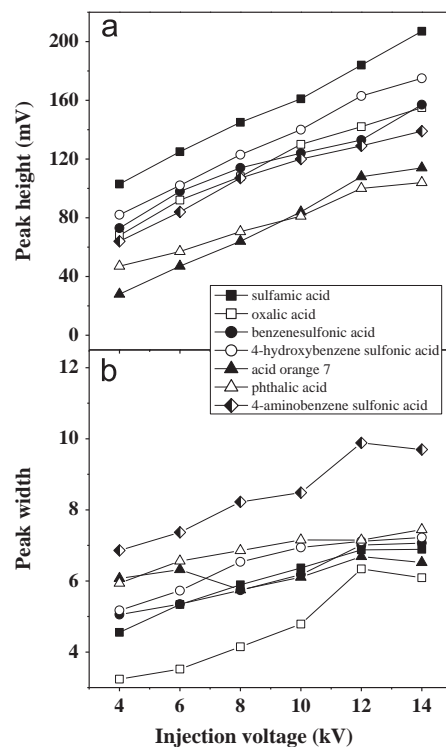 a
200
160
120
80
40
0
Peak height (mV)
sulfamic acid
oxalic acid
benzenesulfonic acid
4-hydroxybenzene sulfonic acid
acid orange 7
phthalic acid
4-aminobenzene sulfonic acid
b
12
10
8
6
4
Peak width
4 6 8 10 12 14
Injection voltage (kV)